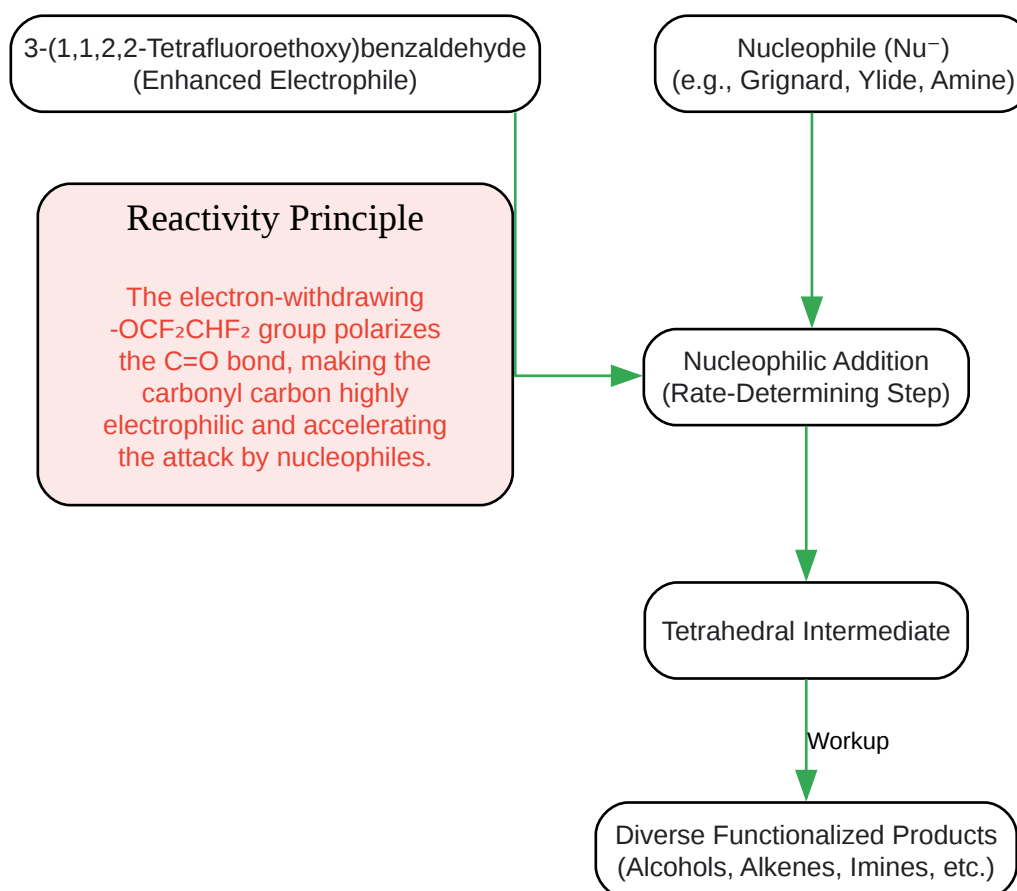 3-(1,1,2,2-Tetrafluoroethoxy)benzaldehyde
(Enhanced Electrophile)
Nucleophile (Nu⁻)
(e.g., Grignard, Ylide, Amine)
Reactivity Principle
The electron-withdrawing
-OCF₂CHF₂ group polarizes
the C=O bond, making the
carbonyl carbon highly
electrophilic and accelerating
the attack by nucleophiles.
Nucleophilic Addition
(Rate-Determining Step)
Tetrahedral Intermediate
Workup
Diverse Functionalized Products
(Alcohols, Alkenes, Imines, etc.)